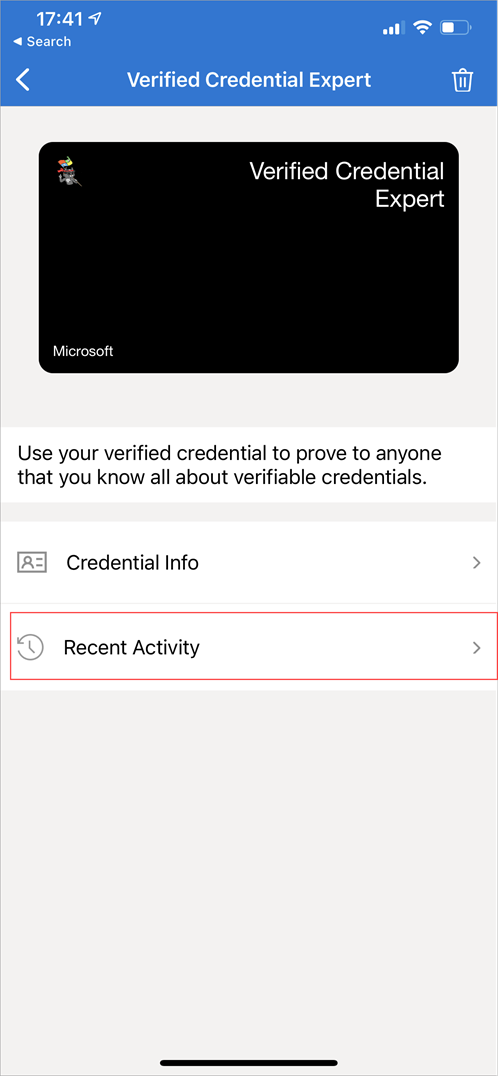 17:41
Search
Verified Credential Expert
Verified Credential
Expert
Microsoft
Use your verified credential to prove to anyone
that you know all about verifiable credentials.
Credential Info
Recent Activity